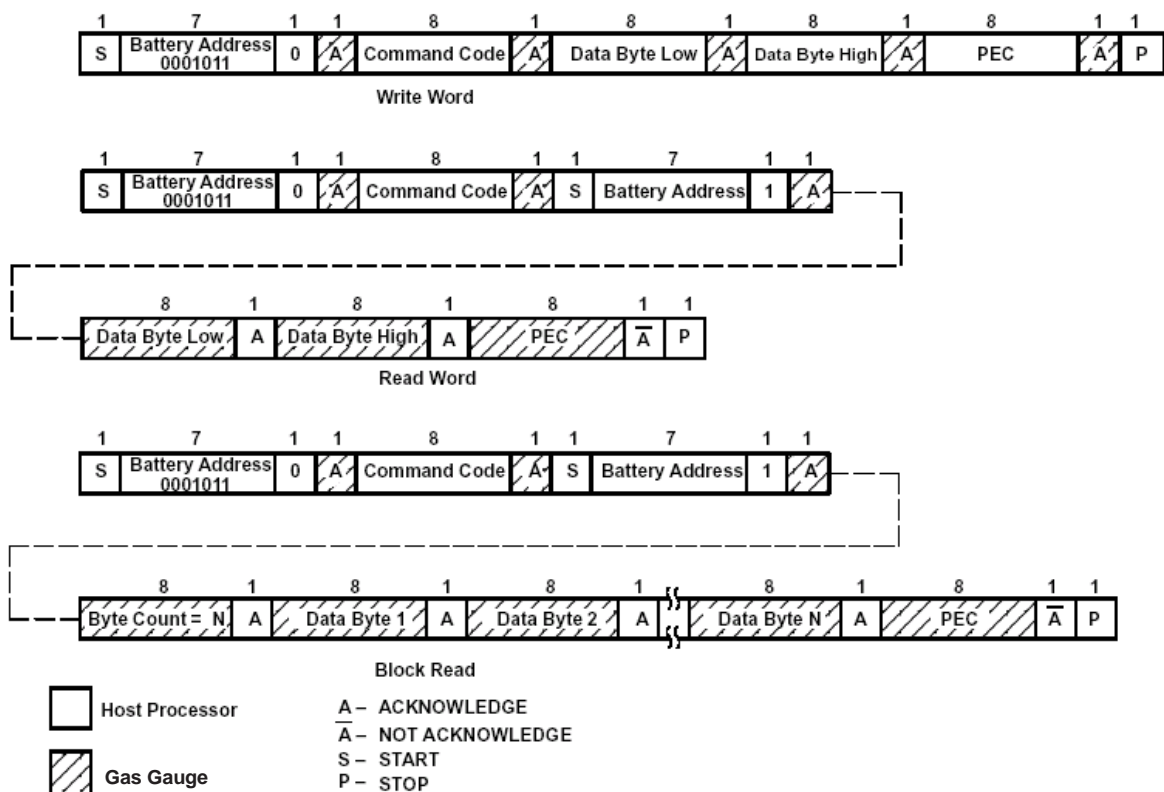 1 7 1 1 8 1 8 1 8 1 8 1 1
S Battery Address 0001011 0 A Command Code A Data Byte Low A Data Byte High A PEC A P
Write Word
1 7 1 1 8 1 1 7 1 1
S Battery Address 0001011 0 A Command Code A S Battery Address 1 A
8 1 8 1 8 1 1
Data Byte Low A Data Byte High A PEC A̅ P
Read Word
1 7 1 1 8 1 1 7 1 1
S Battery Address 0001011 0 A Command Code A S Battery Address 1 A
8 1 8 1 8 1 8 1 8 1 1
Byte Count = N A Data Byte 1 A Data Byte 2 A Data Byte N A PEC A̅ P
Block Read
Host Processor
Gas Gauge
A – ACKNOWLEDGE
A̅ – NOT ACKNOWLEDGE
S – START
P – STOP